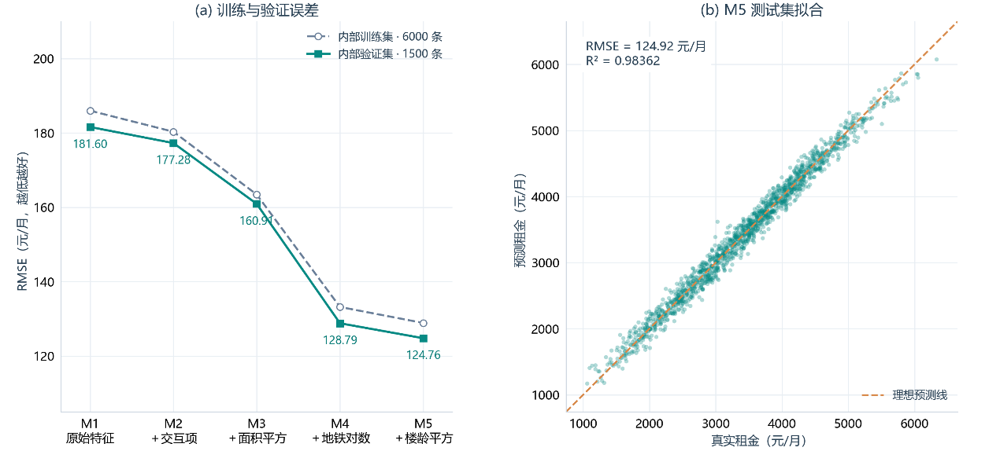 (a) 训练与验证误差
内部训练集 · 6000 条
内部验证集 · 1500 条
RMSE（元/月，越低越好）
200
180
160
140
120
181.60
177.28
160.91
128.79
124.76
M1
原始特征
M2
+ 交互项
M3
+ 面积平方
M4
+ 地铁对数
M5
+ 楼龄平方
(b) M5 测试集拟合
RMSE = 124.92 元/月
R² = 0.98362
预测租金（元/月）
6000
5000
4000
3000
2000
1000
理想预测线
1000
2000
3000
4000
5000
6000
真实租金（元/月）